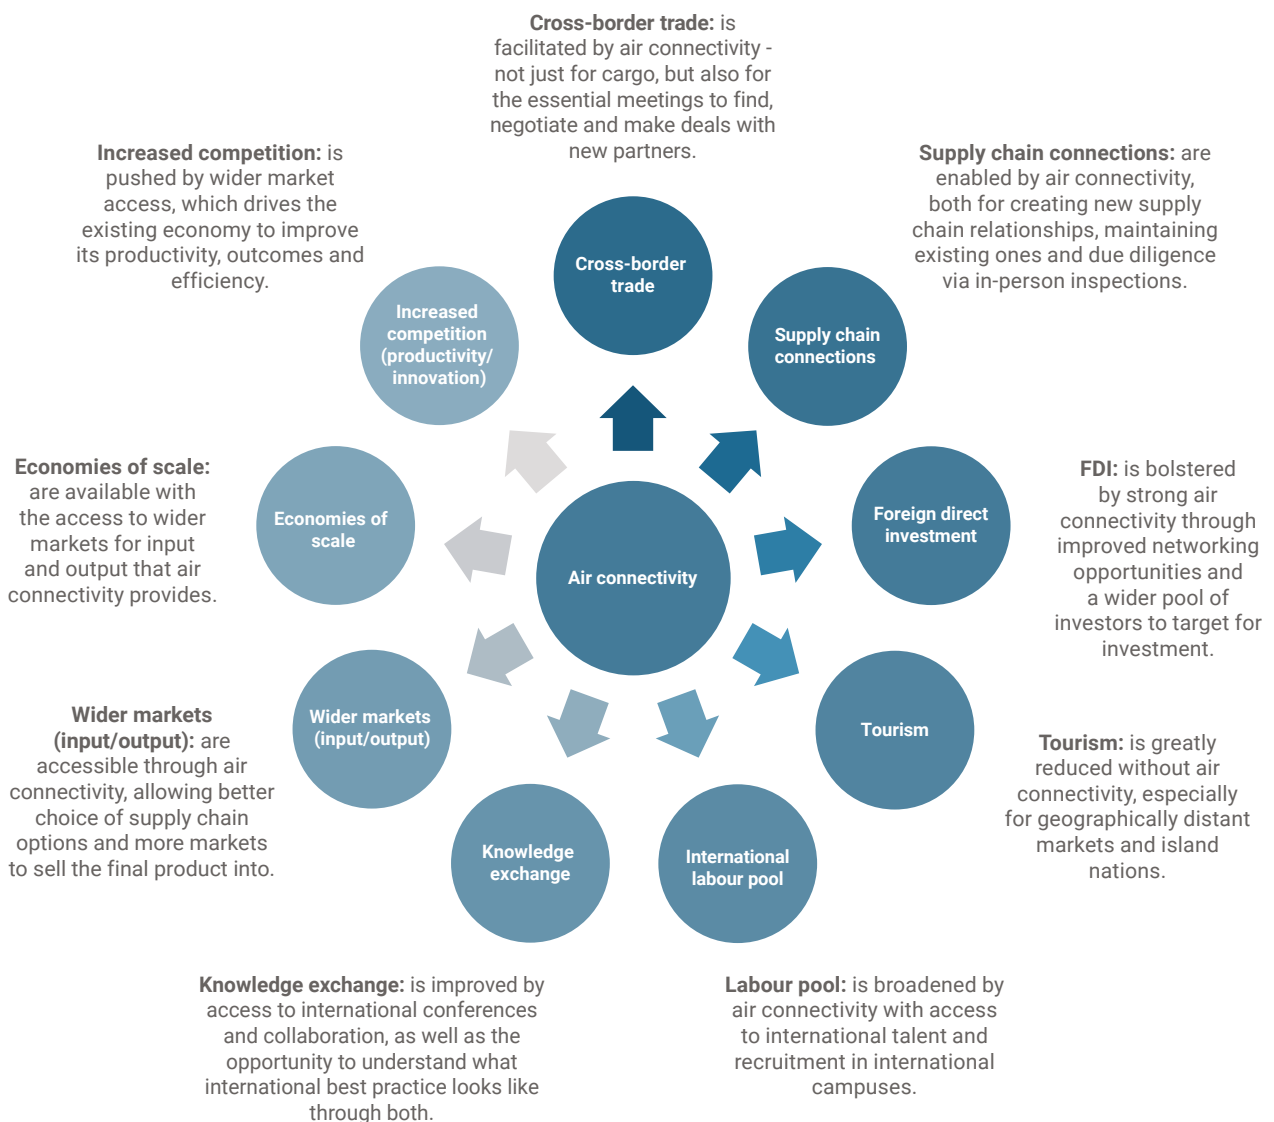 Cross-border trade: is
facilitated by air connectivity -
not just for cargo, but also for
the essential meetings to find,
negotiate and make deals with
new partners.
Increased competition: is
pushed by wider market
access, which drives the
existing economy to improve
its productivity, outcomes and
efficiency.
Supply chain connections: are
enabled by air connectivity,
both for creating new supply
chain relationships, maintaining
existing ones and due diligence
via in-person inspections.
Cross-border
trade
Increased
competition
(productivity/
innovation)
Supply chain
connections
Economies of scale:
are available with
the access to wider
markets for input
and output that air
connectivity provides.
Economies of
scale
Foreign direct
investment
FDI: is bolstered
by strong air
connectivity through
improved networking
opportunities and
a wider pool of
investors to target for
investment.
Air connectivity
Wider markets
(input/output): are
accessible through air
connectivity, allowing better
choice of supply chain
options and more markets
to sell the final product into.
Wider markets
(input/output)
Tourism
Tourism: is greatly
reduced without air
connectivity, especially
for geographically distant
markets and island
nations.
Knowledge
exchange
International
labour pool
Knowledge exchange: is improved by
access to international conferences
and collaboration, as well as the
opportunity to understand what
international best practice looks like
through both.
Labour pool: is broadened by
air connectivity with access
to international talent and
recruitment in international
campuses.